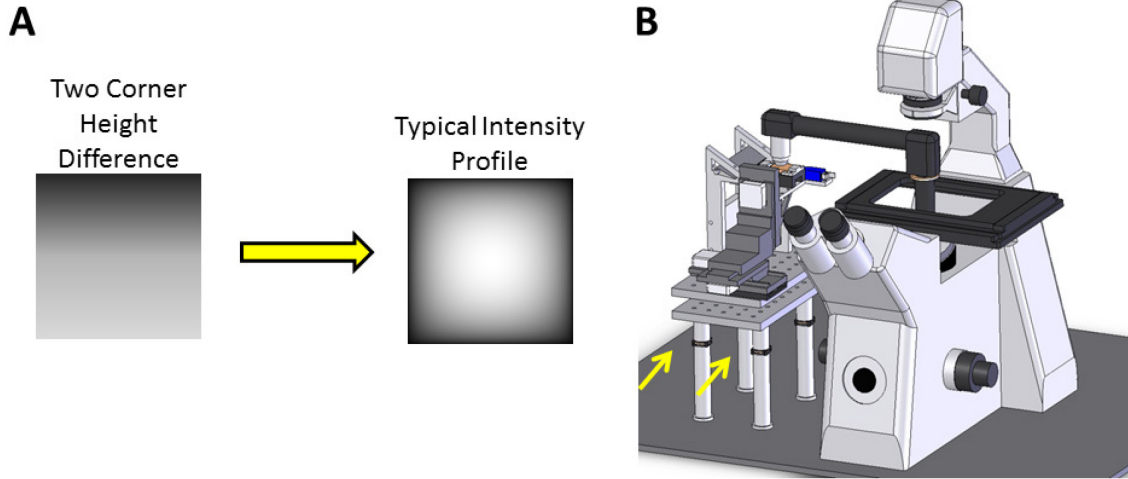 A
B
Two Corner
Height
Difference
Typical Intensity
Profile